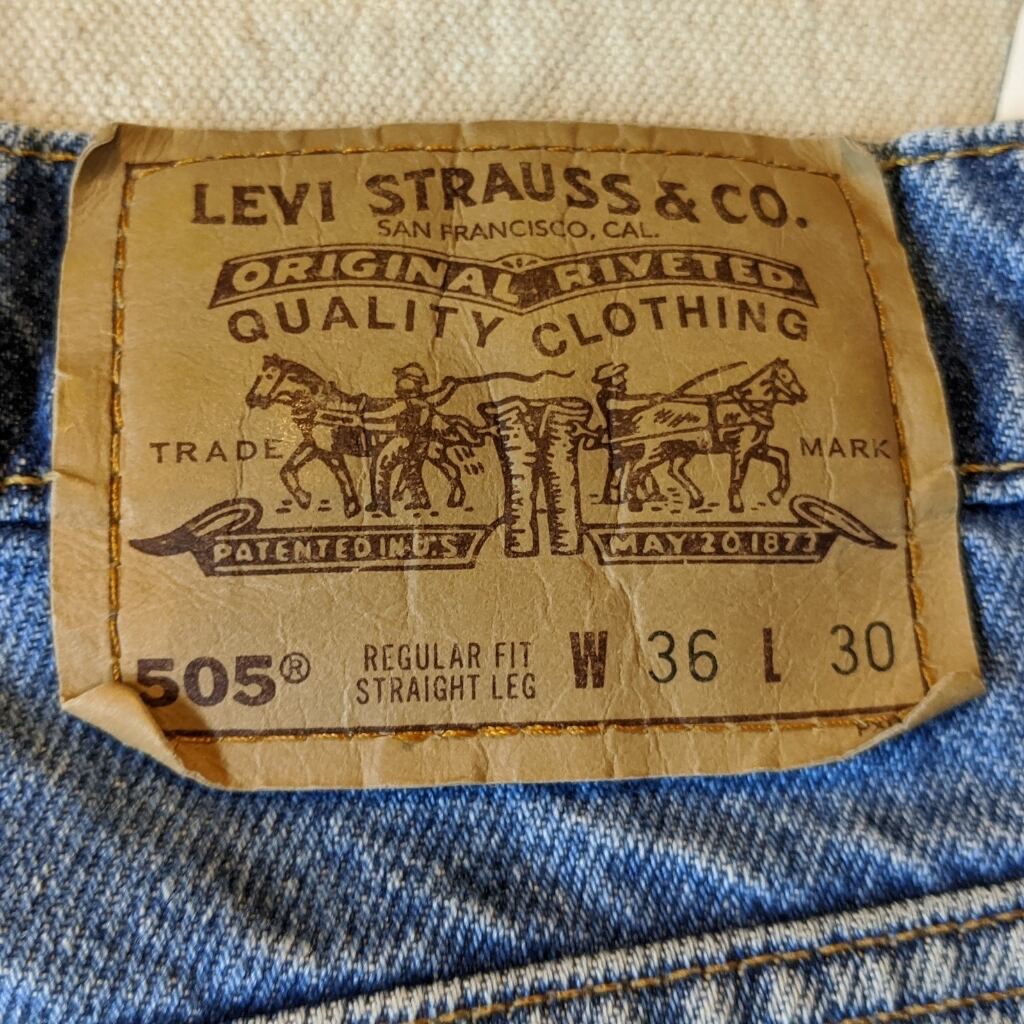 LEVI STRAUSS & CO.
SAN FRANCISCO, CAL.
ORIGINAL RIVETED
QUALITY CLOTHING
TRADE MARK
PATENTED IN U.S MAY 20 1873
505® REGULAR FIT W 36 L 30
STRAIGHT LEG